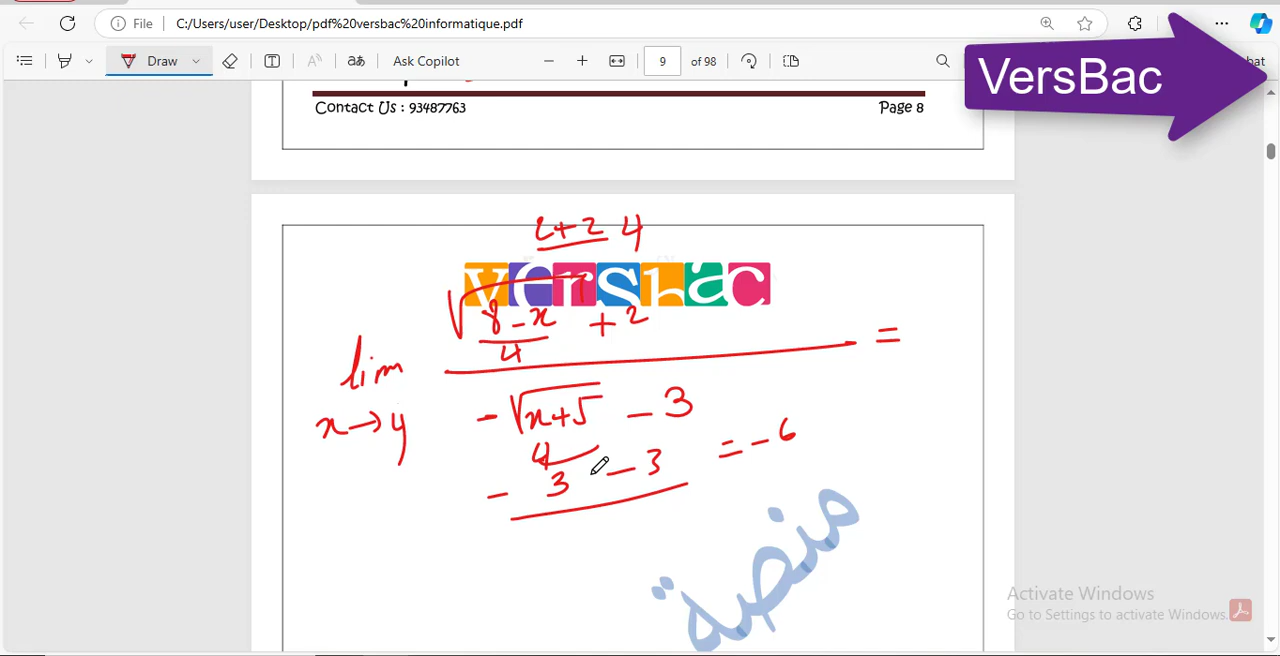 File C:/Users/user/Desktop/pdf%20versbac%20informatique.pdf
Draw Ask Copilot 9 of 98
VersBac
Contact Us : 93487763 Page 8
2+2 4
versbac
√8-x/4 + 2
lim =
x→4 -√x+5 - 3
4
- 3 - 3 = -6
منصة
Activate Windows
Go to Settings to activate Windows.